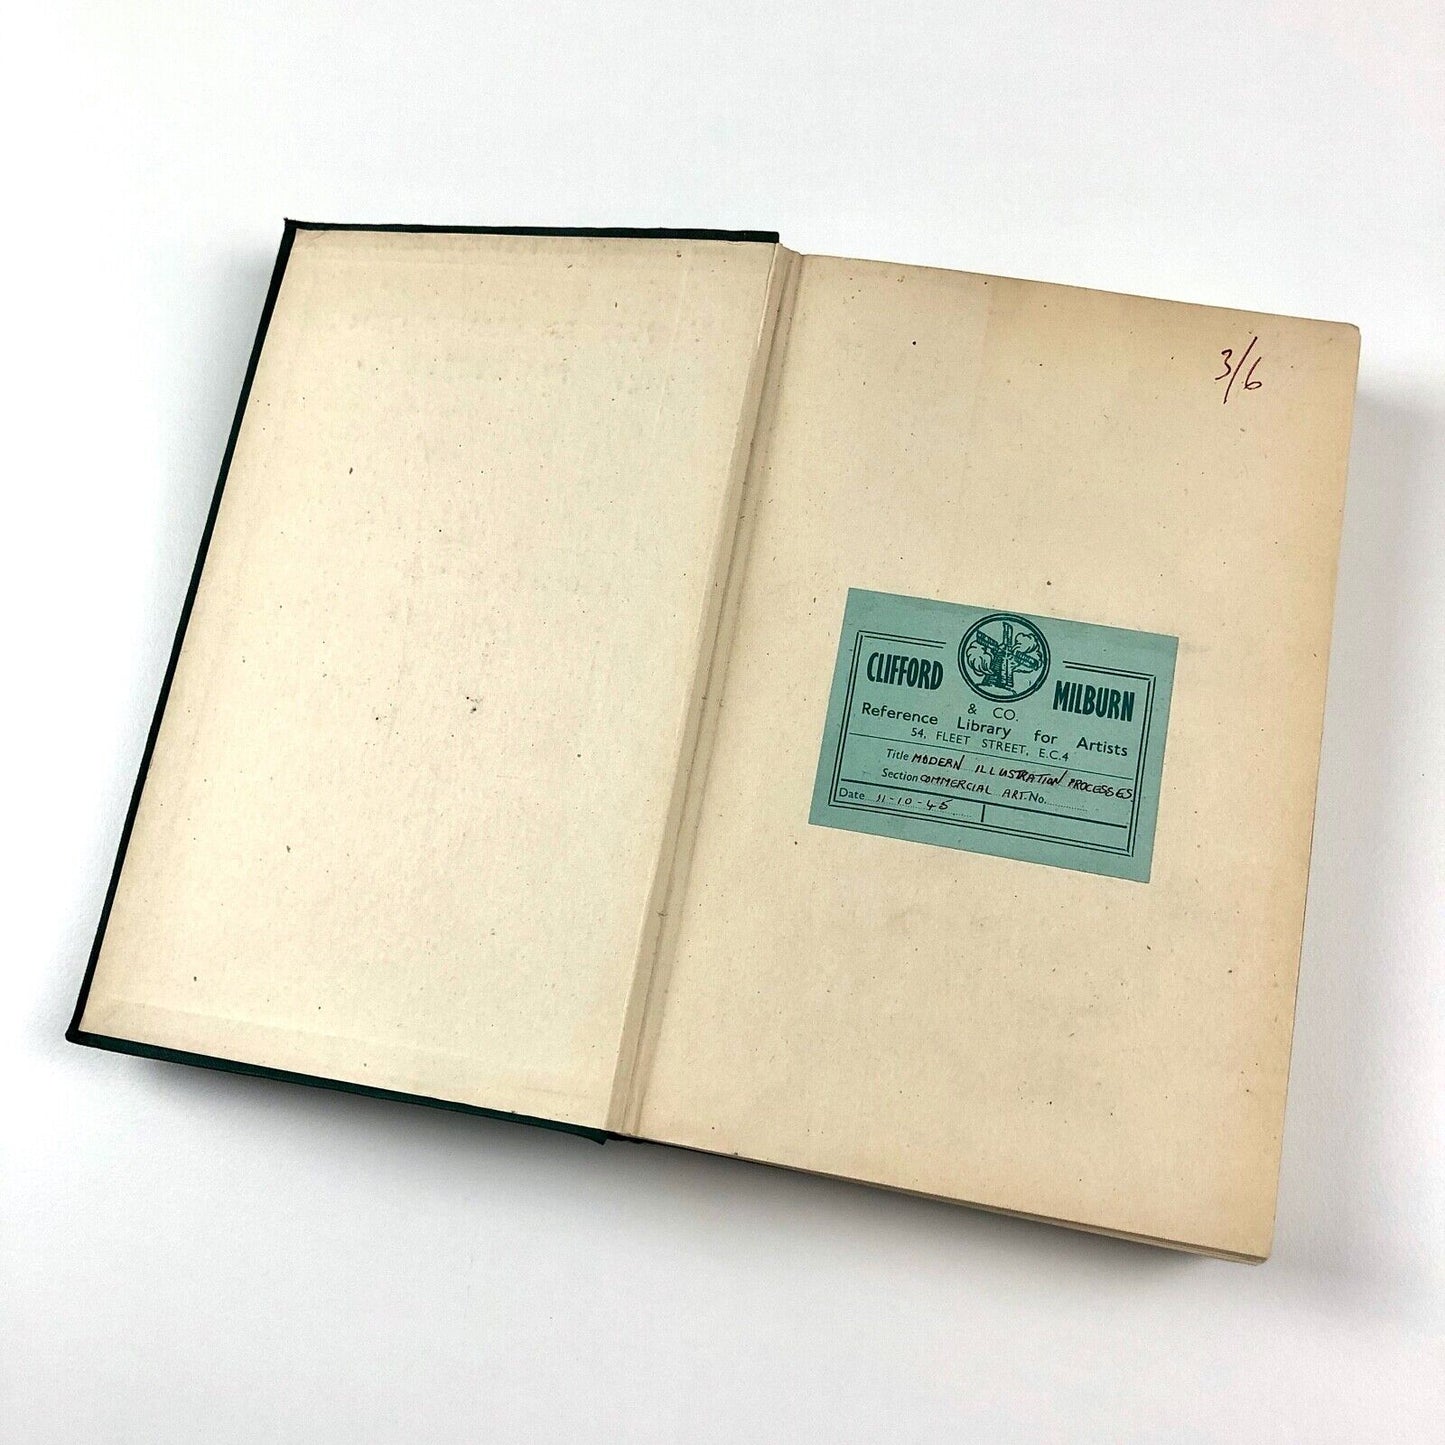 3/6
CLIFFORD MILBURN
& CO.
Reference Library for Artists
54, FLEET STREET, E.C.4
Title MODERN ILLUSTRATION PROCESSES.
Section COMMERCIAL ART. No.
Date 11-10-45